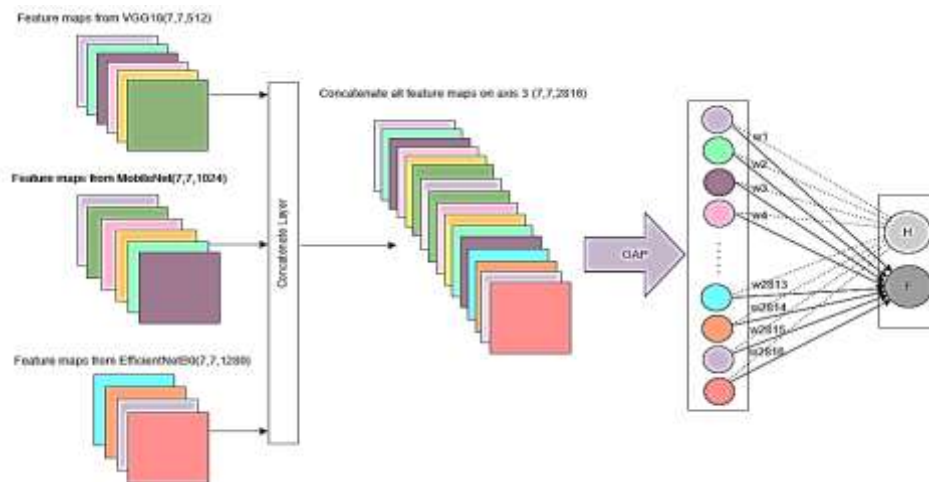 Feature maps from VGG16(7,7,512)
Concatenate all feature maps on axis 3 (7,7,2816)
Feature maps from MobileNet(7,7,1024)
Concatenate Layer
GAP
Feature maps from EfficientNetB0(7,7,1280)
w1
w2
w3
w4
w2813
w2814
w2815
w2816
H
F